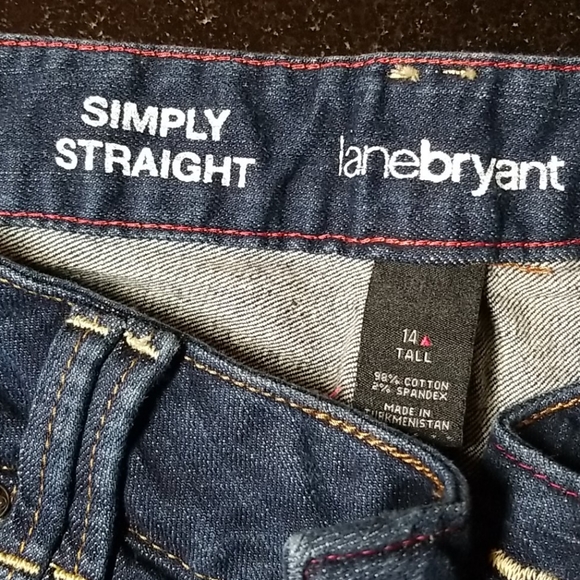 SIMPLY
STRAIGHT
lanebryant
14
TALL
98% COTTON
2% SPANDEX
MADE IN
TURKMENISTAN